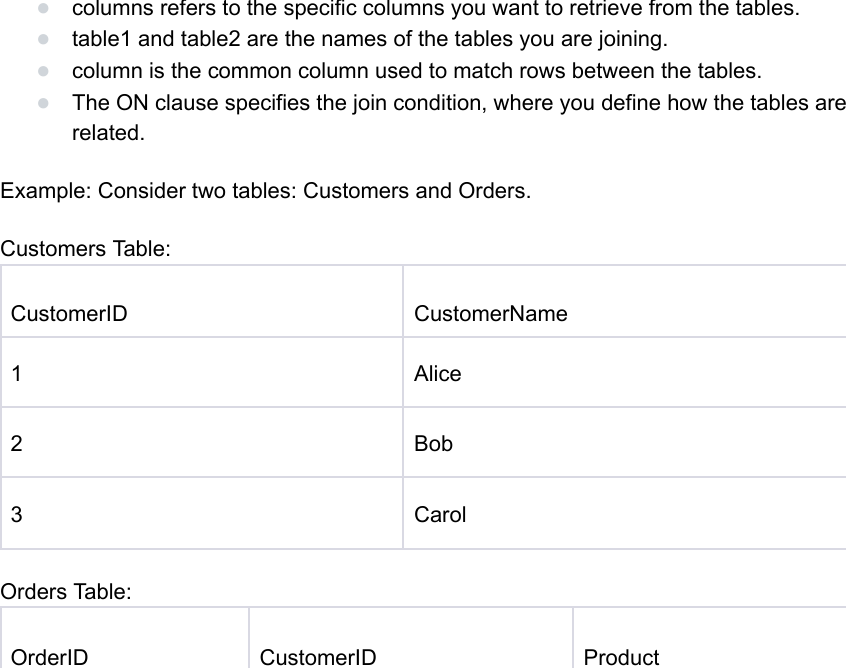 columns refers to the specific columns you want to retrieve from the tables.
table1 and table2 are the names of the tables you are joining.
column is the common column used to match rows between the tables.
The ON clause specifies the join condition, where you define how the tables are
related.
Example: Consider two tables: Customers and Orders.
Customers Table:
CustomerID CustomerName
1 Alice
2 Bob
3 Carol
Orders Table:
OrderID CustomerID Product